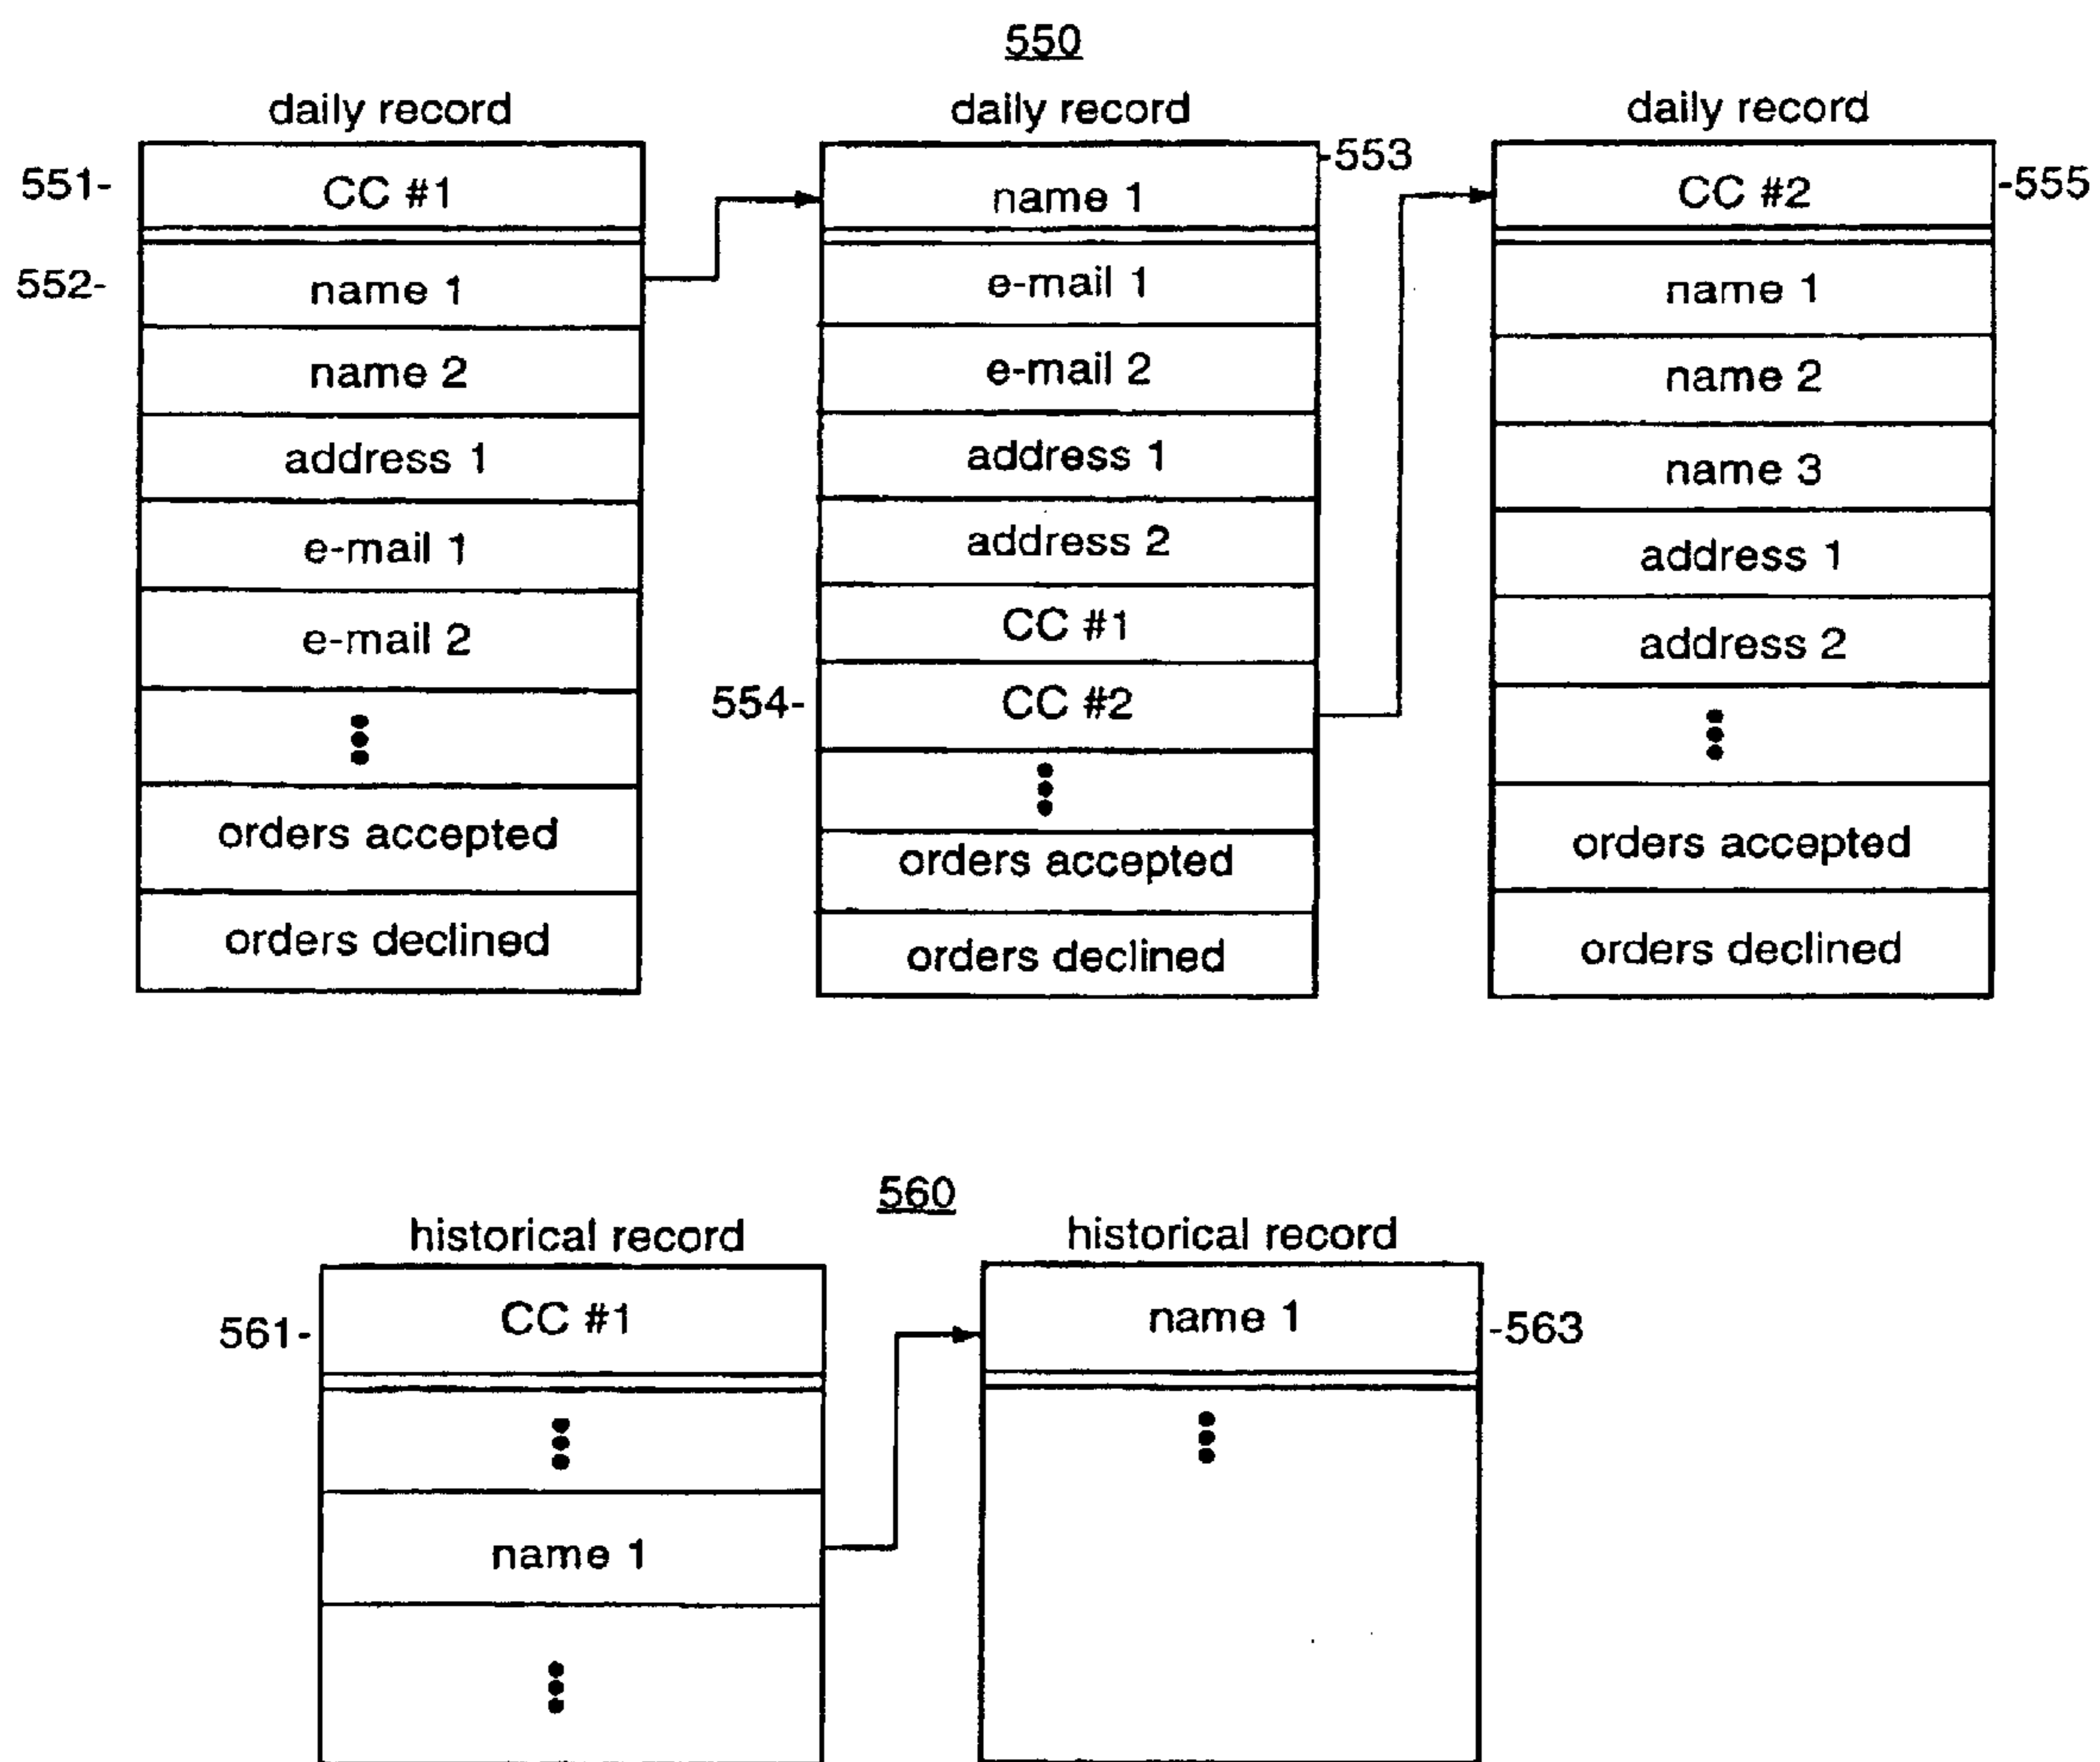 550
daily record
551-
CC #1
552-
name 1
name 2
address 1
e-mail 1
e-mail 2
orders accepted
orders declined
daily record
-553
name 1
e-mail 1
e-mail 2
address 1
address 2
CC #1
554-
CC #2
orders accepted
orders declined
daily record
-555
CC #2
name 1
name 2
name 3
address 1
address 2
orders accepted
orders declined
560
historical record
561-
CC #1
name 1
historical record
name 1
-563